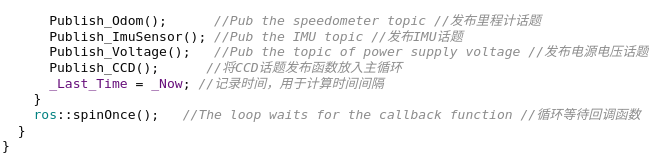 Publish_Odom();      //Pub the speedometer topic //发布里程计话题
Publish_ImuSensor(); //Pub the IMU topic //发布IMU话题
Publish_Voltage();   //Pub the topic of power supply voltage //发布电源电压话题
Publish_CCD();      //将CCD话题发布函数放入主循环
_Last_Time = _Now; //记录时间，用于计算时间间隔
}
ros::spinOnce();   //The loop waits for the callback function //循环等待回调函数
}
}